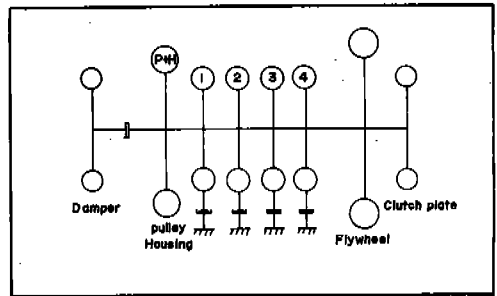 P+H
1 2 3 4
Damper
pulley
Housing
Clutch plate
Flywheel